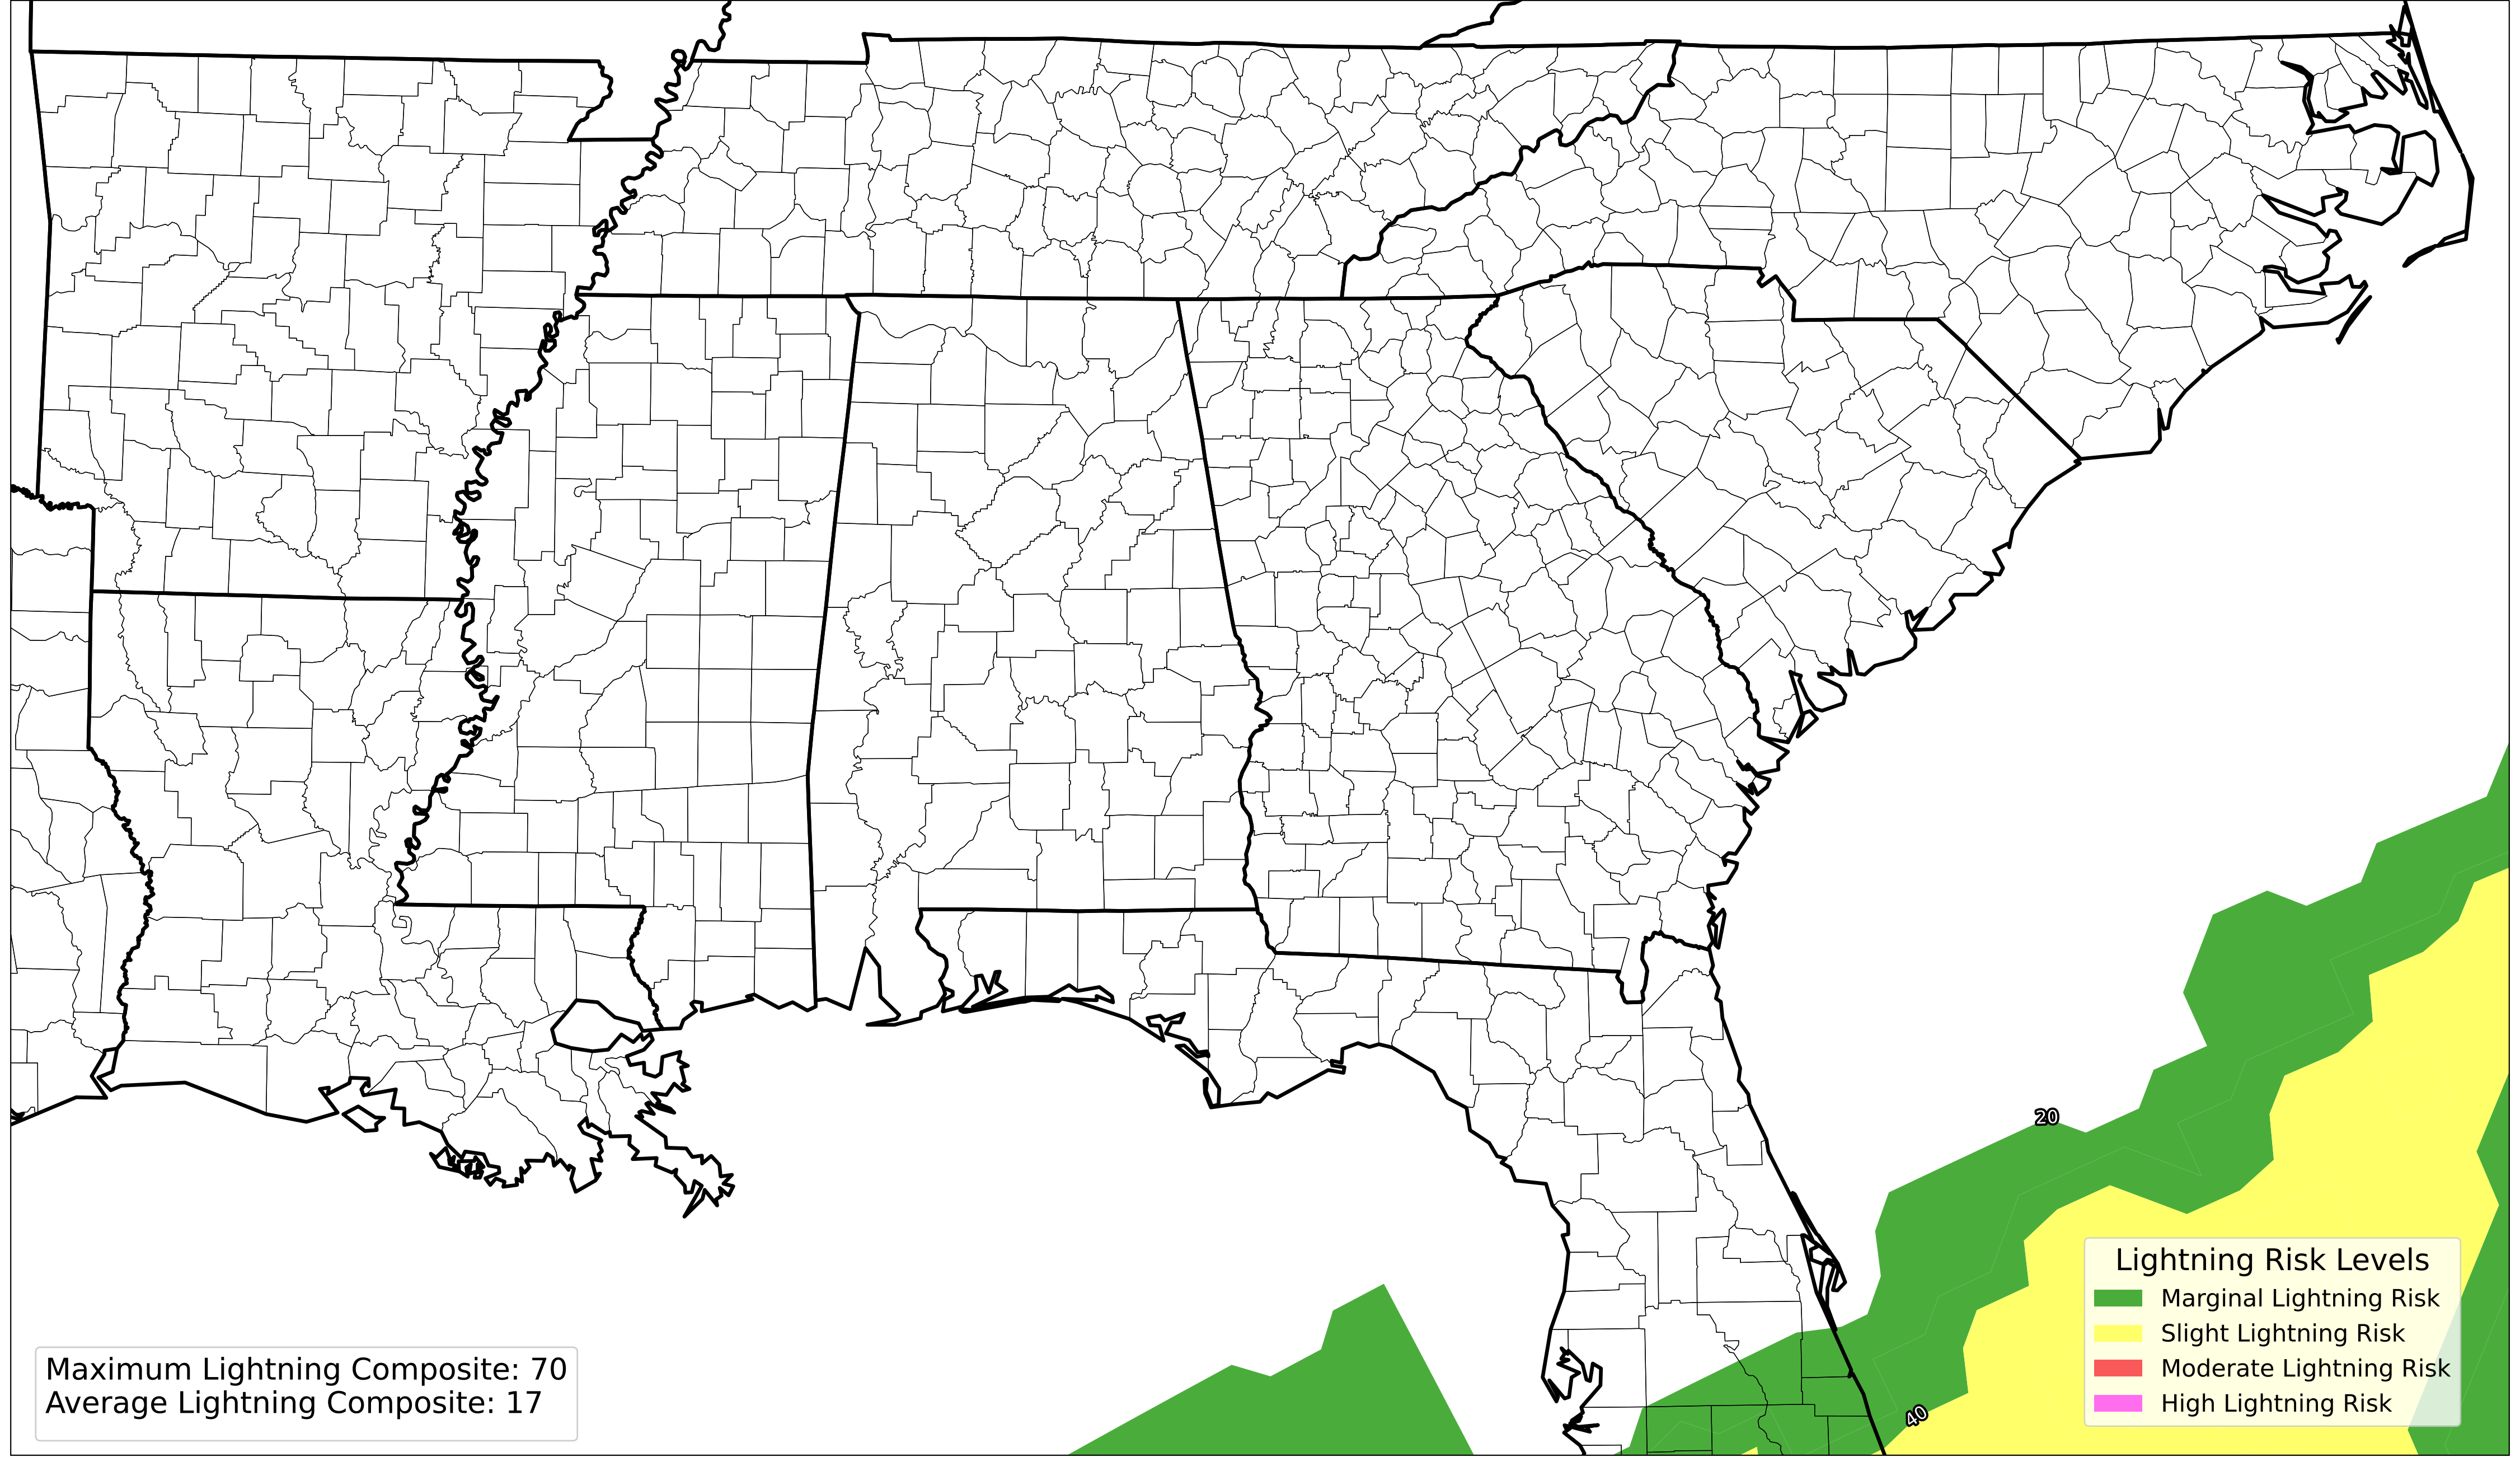 20
40
Lightning Risk Levels
Marginal Lightning Risk
Slight Lightning Risk
Moderate Lightning Risk
High Lightning Risk
Maximum Lightning Composite: 70
Average Lightning Composite: 17